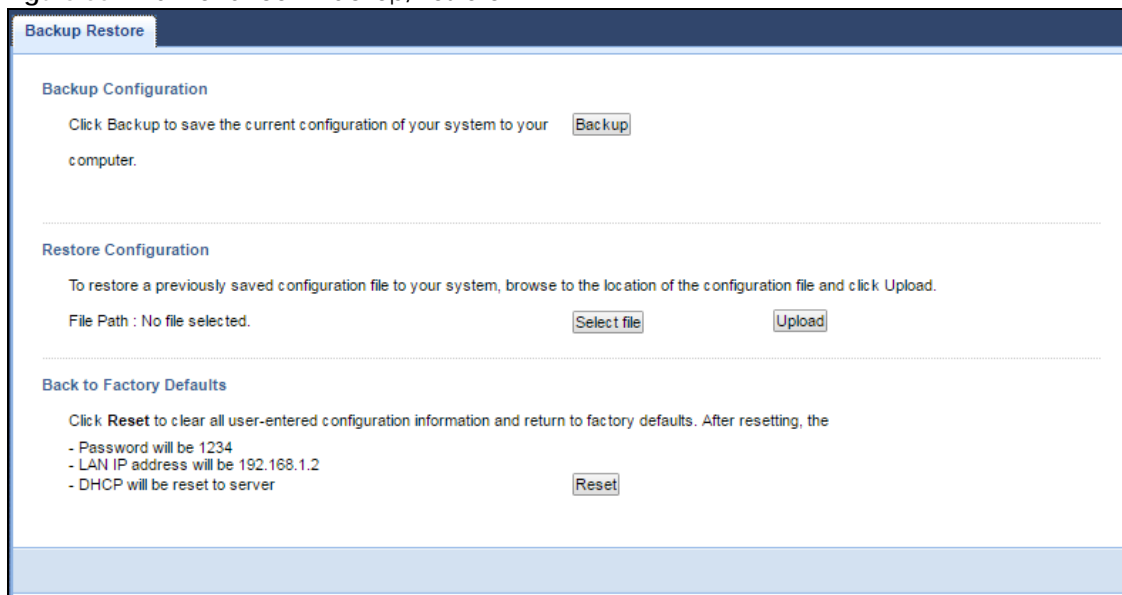 Backup Restore
Backup Configuration
Click Backup to save the current configuration of your system to your
Backup
computer.
Restore Configuration
To restore a previously saved configuration file to your system, browse to the location of the configuration file and click Upload.
File Path : No file selected.
Select file
Upload
Back to Factory Defaults
Click Reset to clear all user-entered configuration information and return to factory defaults. After resetting, the
- Password will be 1234
- LAN IP address will be 192.168.1.2
- DHCP will be reset to server
Reset